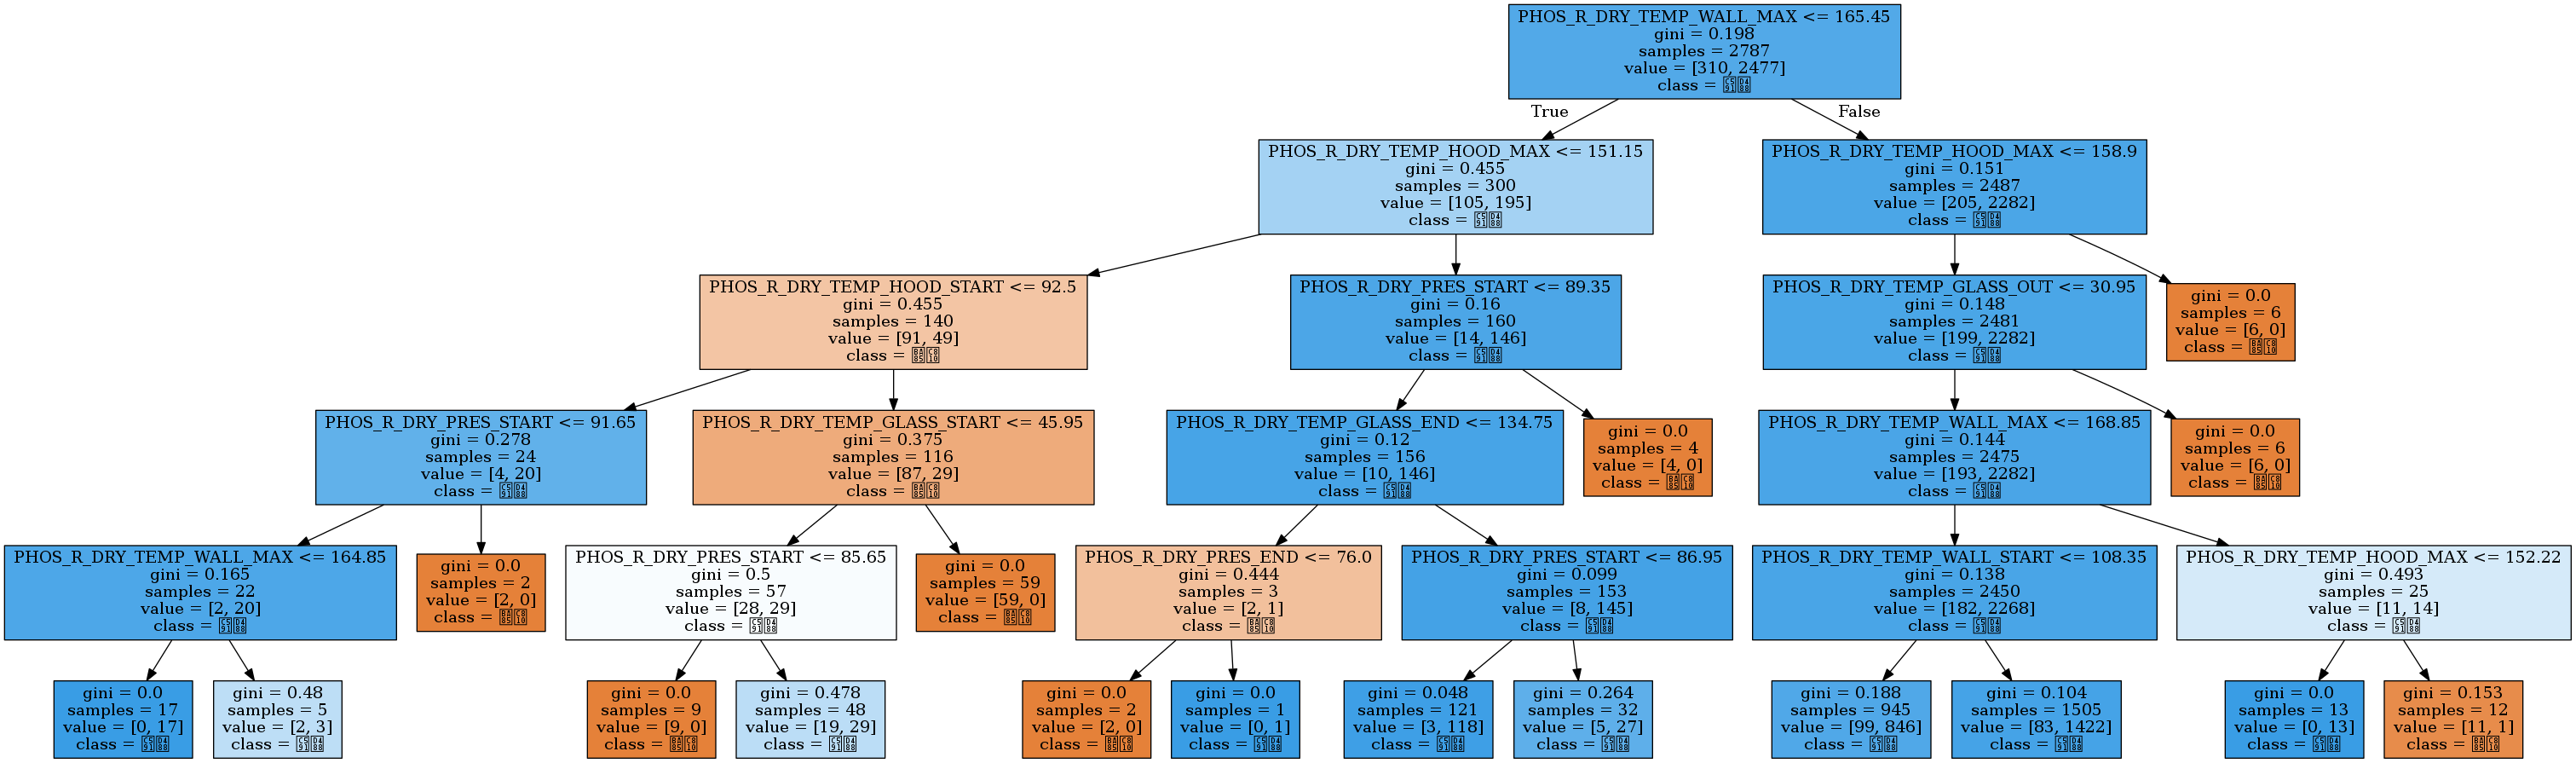 PHOS_R_DRY_TEMP_WALL_MAX <= 165.45
gini = 0.198
samples = 2787
value = [310, 2477]
class =
True
False
PHOS_R_DRY_TEMP_HOOD_MAX <= 151.15
gini = 0.455
samples = 300
value = [105, 195]
class =
PHOS_R_DRY_TEMP_HOOD_MAX <= 158.9
gini = 0.151
samples = 2487
value = [205, 2282]
class =
PHOS_R_DRY_TEMP_HOOD_START <= 92.5
gini = 0.455
samples = 140
value = [91, 49]
class =
PHOS_R_DRY_PRES_START <= 89.35
gini = 0.16
samples = 160
value = [14, 146]
class =
PHOS_R_DRY_TEMP_GLASS_OUT <= 30.95
gini = 0.148
samples = 2481
value = [199, 2282]
class =
gini = 0.0
samples = 6
value = [6, 0]
class =
PHOS_R_DRY_PRES_START <= 91.65
gini = 0.278
samples = 24
value = [4, 20]
class =
PHOS_R_DRY_TEMP_GLASS_START <= 45.95
gini = 0.375
samples = 116
value = [87, 29]
class =
PHOS_R_DRY_TEMP_GLASS_END <= 134.75
gini = 0.12
samples = 156
value = [10, 146]
class =
gini = 0.0
samples = 4
value = [4, 0]
class =
PHOS_R_DRY_TEMP_WALL_MAX <= 168.85
gini = 0.144
samples = 2475
value = [193, 2282]
class =
gini = 0.0
samples = 6
value = [6, 0]
class =
PHOS_R_DRY_TEMP_WALL_MAX <= 164.85
gini = 0.165
samples = 22
value = [2, 20]
class =
gini = 0.0
samples = 2
value = [2, 0]
class =
PHOS_R_DRY_PRES_START <= 85.65
gini = 0.5
samples = 57
value = [28, 29]
class =
gini = 0.0
samples = 59
value = [59, 0]
class =
PHOS_R_DRY_PRES_END <= 76.0
gini = 0.444
samples = 3
value = [2, 1]
class =
PHOS_R_DRY_PRES_START <= 86.95
gini = 0.099
samples = 153
value = [8, 145]
class =
PHOS_R_DRY_TEMP_WALL_START <= 108.35
gini = 0.138
samples = 2450
value = [182, 2268]
class =
PHOS_R_DRY_TEMP_HOOD_MAX <= 152.22
gini = 0.493
samples = 25
value = [11, 14]
class =
gini = 0.0
samples = 17
value = [0, 17]
class =
gini = 0.48
samples = 5
value = [2, 3]
class =
gini = 0.0
samples = 9
value = [9, 0]
class =
gini = 0.478
samples = 48
value = [19, 29]
class =
gini = 0.0
samples = 2
value = [2, 0]
class =
gini = 0.0
samples = 1
value = [0, 1]
class =
gini = 0.048
samples = 121
value = [3, 118]
class =
gini = 0.264
samples = 32
value = [5, 27]
class =
gini = 0.188
samples = 945
value = [99, 846]
class =
gini = 0.104
samples = 1505
value = [83, 1422]
class =
gini = 0.0
samples = 13
value = [0, 13]
class =
gini = 0.153
samples = 12
value = [11, 1]
class =